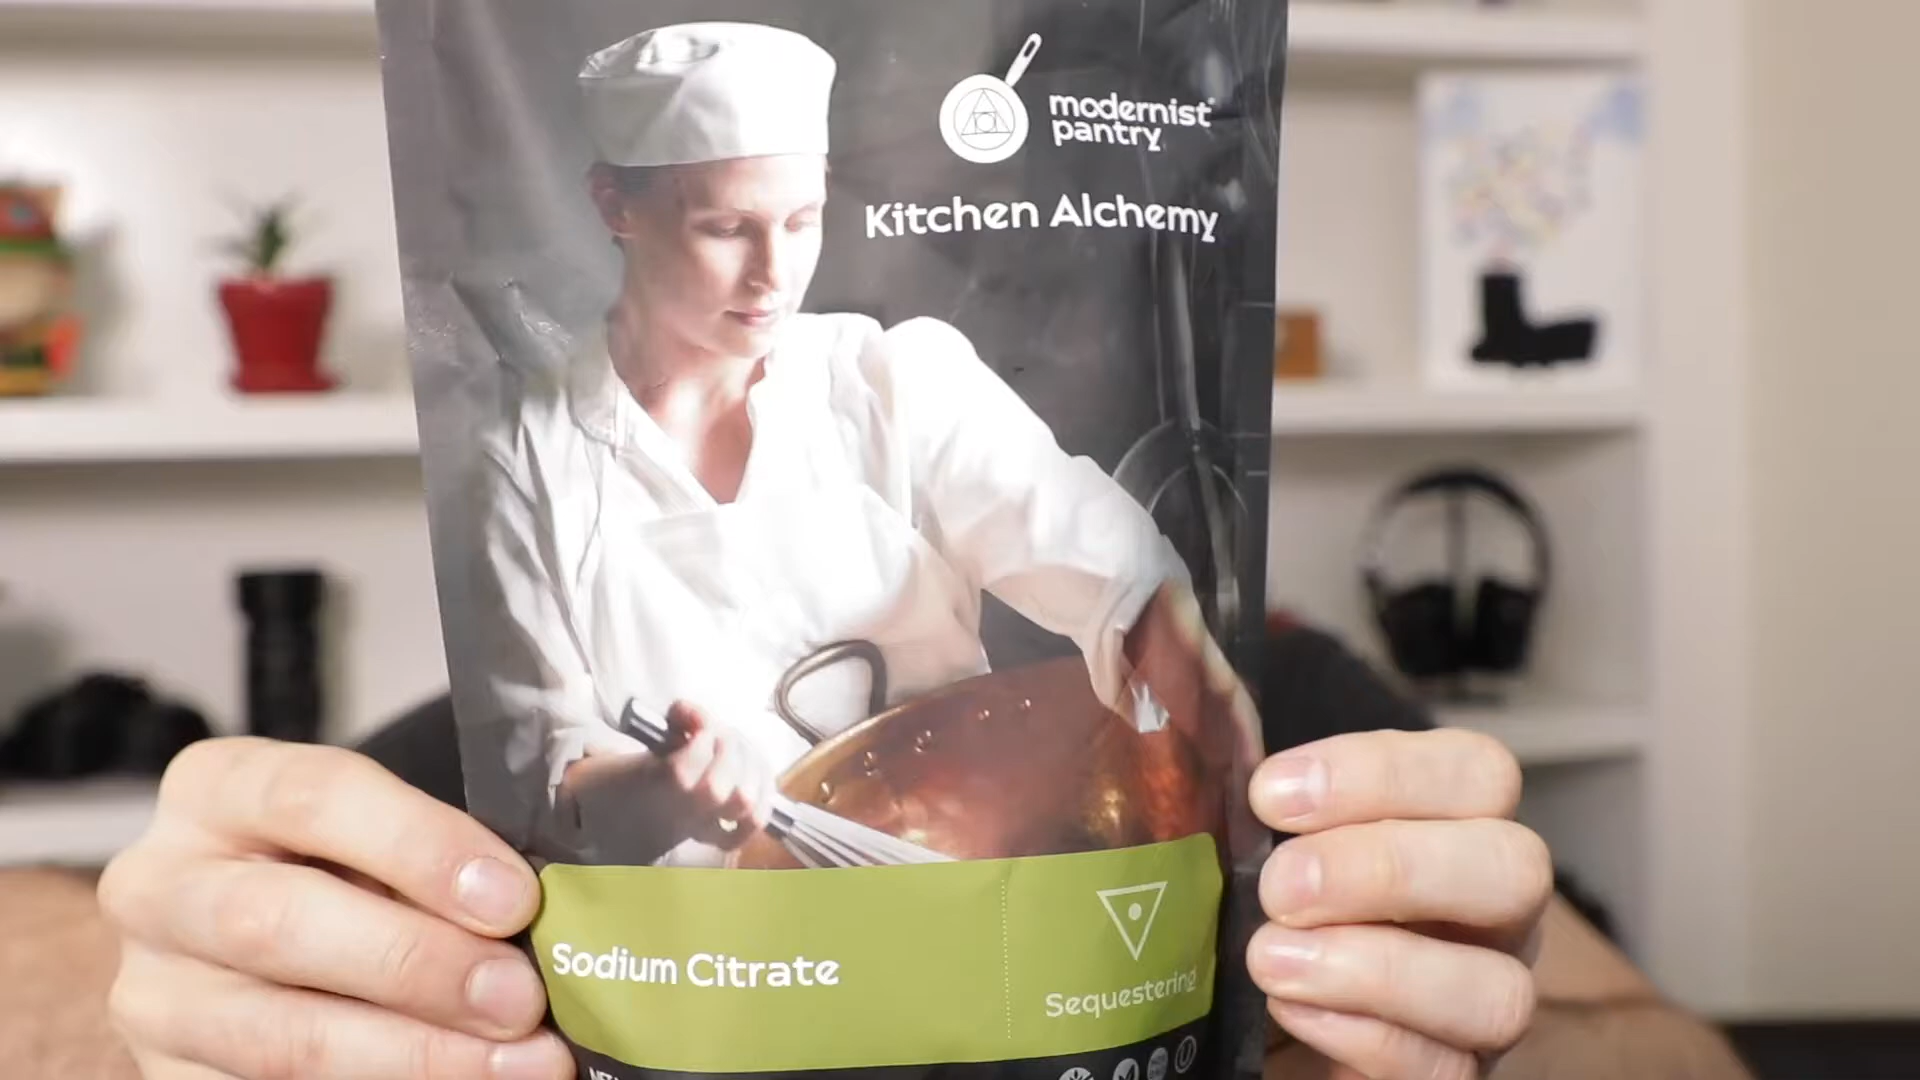 modernist
pantry
Kitchen Alchemy
Sodium Citrate
Sequestering